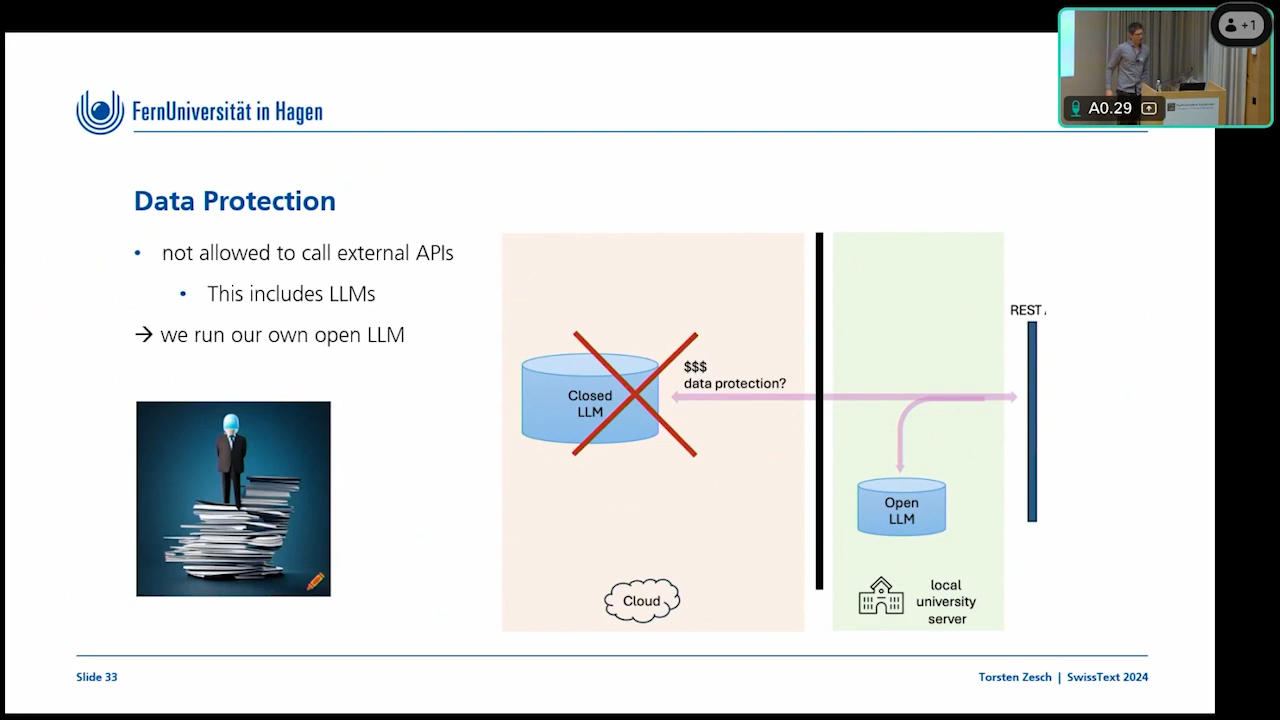 FernUniversität in Hagen
A0.29
+1
Data Protection
• not allowed to call external APIs
• This includes LLMs
→ we run our own open LLM
REST
$$$
data protection?
Closed
LLM
Open
LLM
Cloud
local
university
server
Slide 33
Torsten Zesch | SwissText 2024